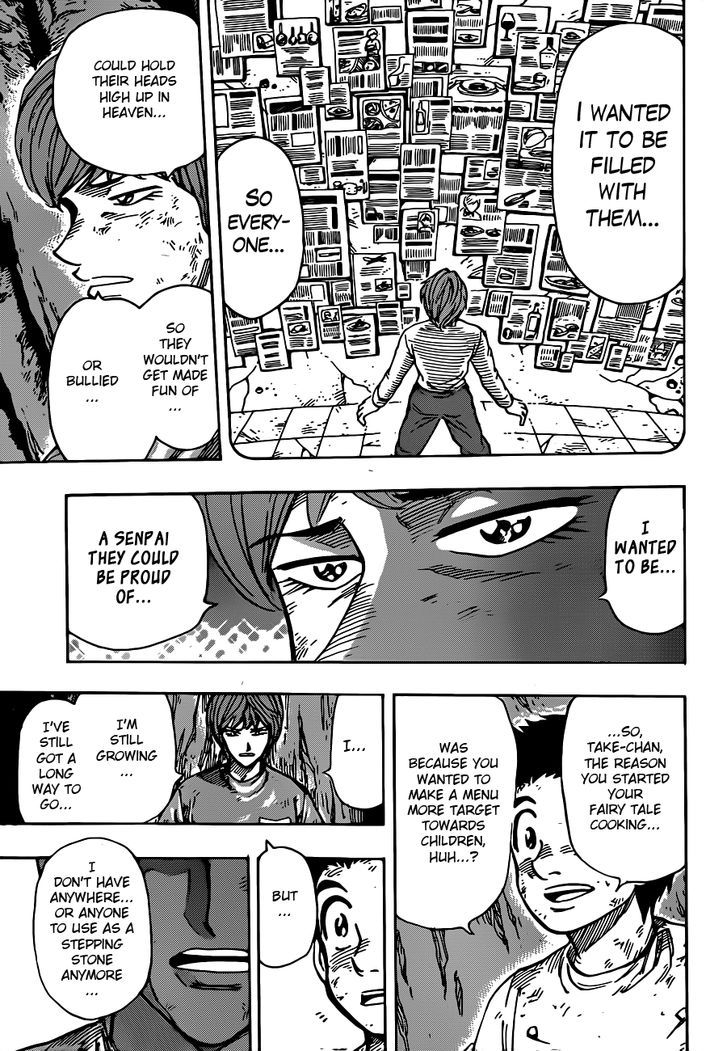 I WANTED
IT TO BE
FILLED
WITH
THEM...
SO
EVERY-
ONE...
COULD HOLD
THEIR HEADS
HIGH UP IN
HEAVEN...
SO
THEY
WOULDN'T
GET MADE
FUN OF
...
OR
BULLIED
...
I
WANTED
TO BE...
A SENPAI
THEY COULD
BE PROUD
OF...
...SO,
TAKE-CHAN,
THE REASON
YOU STARTED
YOUR
FAIRY TALE
COOKING...
WAS
BECAUSE YOU
WANTED TO
MAKE A MENU
MORE TARGET
TOWARDS
CHILDREN,
HUH...?
I...
I'M
STILL
GROWING
...
I'VE
STILL
GOT A
LONG
WAY TO
GO...
BUT
...
I
DON'T HAVE
ANYWHERE...
OR ANYONE
TO USE AS A
STEPPING
STONE
ANYMORE
...